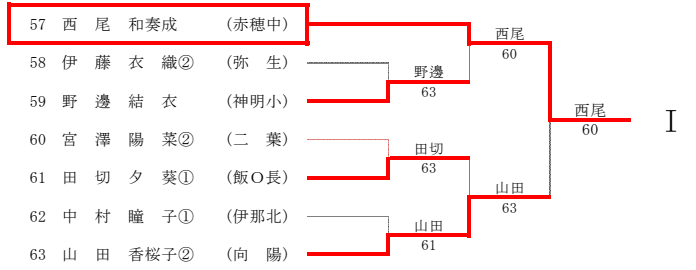 57 西 尾 和奏成 (赤穂中)
西尾
60
58 伊 藤 衣 織② (弥 生)
野邊
63
59 野 邊 結 衣 (神明小)
西尾
60
I
60 宮 澤 陽 菜② (二 葉)
田切
63
61 田 切 夕 葵① (飯O長)
山田
63
62 中 村 瞳 子① (伊那北)
山田
61
63 山 田 香桜子② (向 陽)